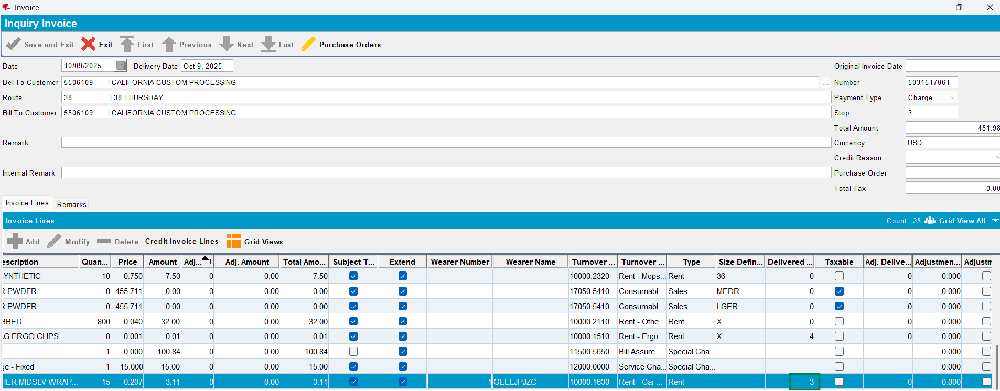 Invoice
Inquiry Invoice
Save and Exit Exit First Previous Next Last Purchase Orders
Date 10/09/2025 Delivery Date Oct 9, 2025 Original Invoice Date
Del To Customer 5506109 | CALIFORNIA CUSTOM PROCESSING ... Number 5031517061
Route 38 | 38 THURSDAY Payment Type Charge
Bill To Customer 5506109 | CALIFORNIA CUSTOM PROCESSING Stop 3
Total Amount 451.98
Remark Currency USD
Credit Reason
Internal Remark Purchase Order
Total Tax 0.00
Invoice Lines Remarks
Invoice Lines Count : 35 Grid View All
Add Modify Delete Credit Invoice Lines Grid Views
escription Quan... Price Amount Adj... 1 Adj. Amount Total Amo... Subject T... Extend Wearer Number Wearer Name Turnover ... Turnover ... Type Size Defin... Delivered ... Taxable Adj. Delive... Adjustmen... Adjustm
YNTHETIC 10 0.750 7.50 0 0.00 7.50 10000.2320 Rent - Mops... Rent 36 0 0 0.000
R PWDFR 0 455.711 0.00 0 0.00 0.00 17050.5410 Consumabl... Sales MEDR 0 0 0.000
R PWDFR 0 455.711 0.00 0 0.00 0.00 17050.5410 Consumabl... Sales LGER 0 0 0.000
BBED 800 0.040 32.00 0 0.00 32.00 10000.2110 Rent - Othe... Rent X 0 0 0.000
AG ERGO CLIPS 8 0.001 0.01 0 0.00 0.01 10000.1510 Rent - Ergo ... Rent X 4 0 0.000
1 0.000 100.84 0 0.00 100.84 11500.5650 Bill Assure Special Cha... 0.000
ge - Fixed 1 15.000 15.00 0 0.00 15.00 12000.0000 Service Cha... Special Cha... 0.000
HER MIDSLV WRAP... 15 0.207 3.11 0 0.00 3.11 1 GEELJPJZC 10000.1630 Rent - Gar ... Rent 3 0 0.000